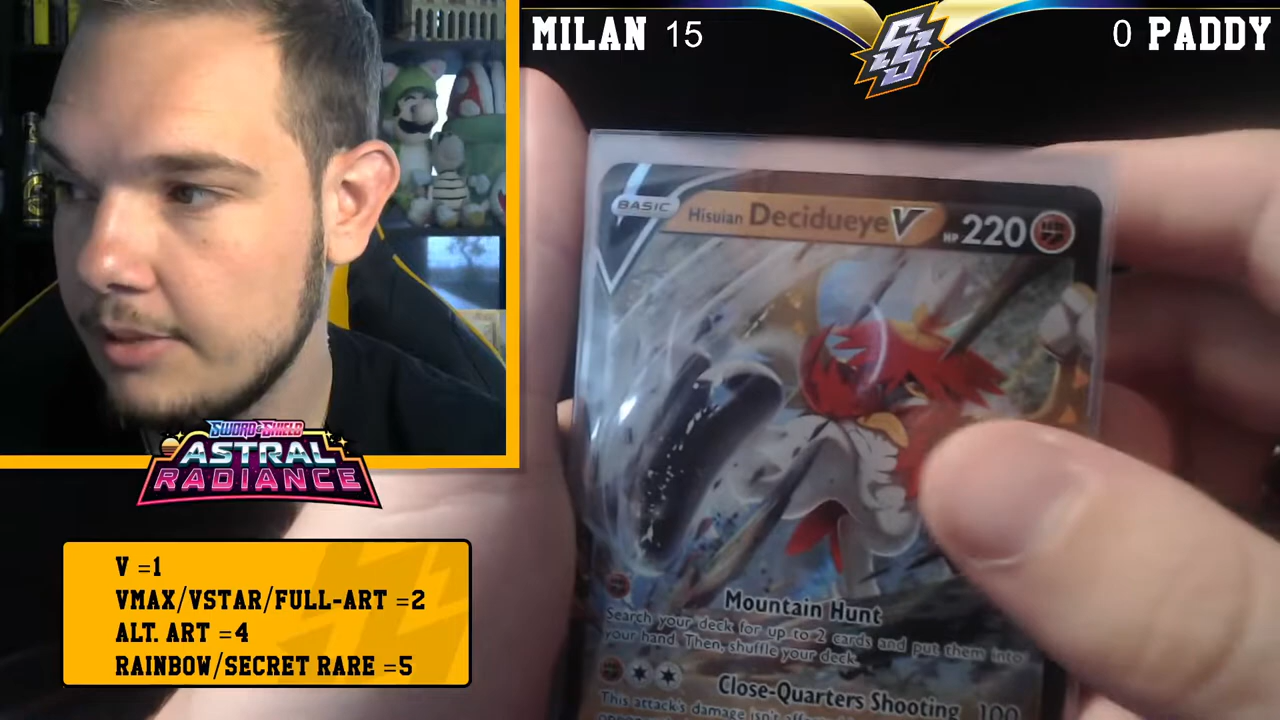 MILAN 15
0 PADDY
BASIC
Hisuian Decidueye V HP 220
SWORD & SHIELD
ASTRAL
RADIANCE
V =1
VMAX/VSTAR/FULL-ART =2
ALT. ART =4
RAINBOW/SECRET RARE =5
Mountain Hunt
Search your deck for up to 2 cards and put them into
your hand. Then, shuffle your deck.
Close-Quarters Shooting 100
This attack's damage isn't